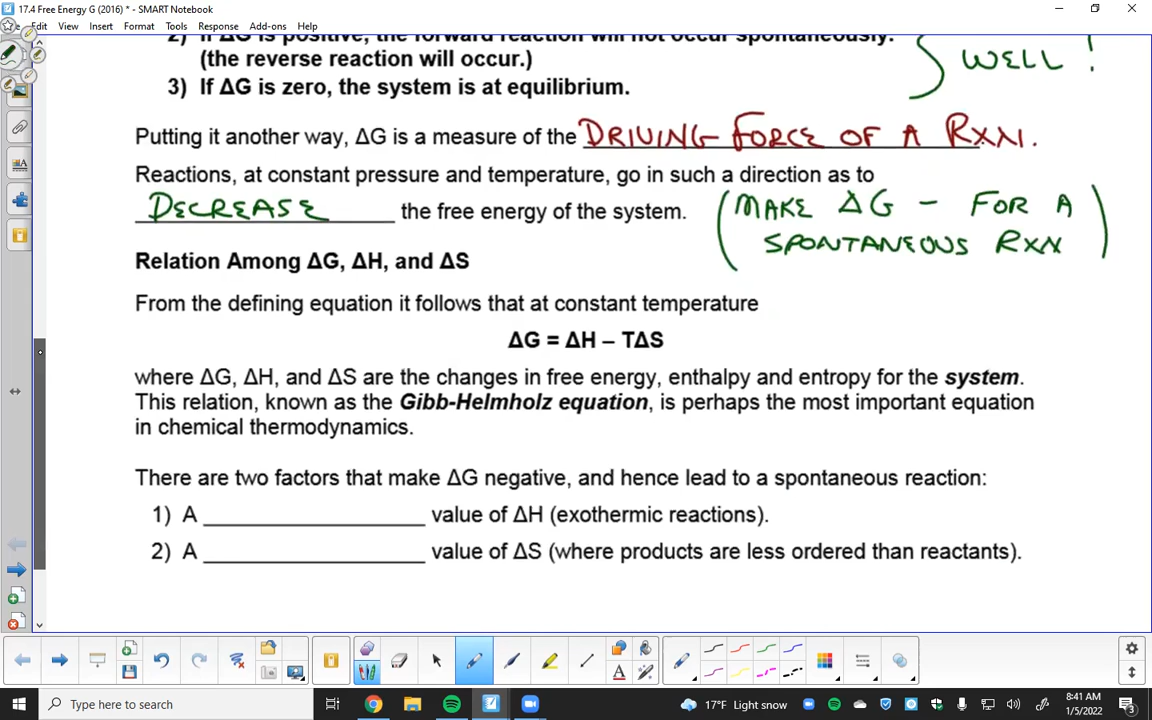 17.4 Free Energy G (2016) * - SMART Notebook
Edit View Insert Format Tools Response Add-ons Help
2) If ΔG is positive, the forward reaction will not occur spontaneously.
(the reverse reaction will occur.)
WELL !
3) If ΔG is zero, the system is at equilibrium.
Putting it another way, ΔG is a measure of the DRIVING FORCE OF A RXN.
Reactions, at constant pressure and temperature, go in such a direction as to
DECREASE the free energy of the system.
(MAKE ΔG – FOR A
SPONTANEOUS RXN)
Relation Among ΔG, ΔH, and ΔS
From the defining equation it follows that at constant temperature
ΔG = ΔH – TΔS
where ΔG, ΔH, and ΔS are the changes in free energy, enthalpy and entropy for the system.
This relation, known as the Gibb-Helmholz equation, is perhaps the most important equation
in chemical thermodynamics.
There are two factors that make ΔG negative, and hence lead to a spontaneous reaction:
1) A ____________________ value of ΔH (exothermic reactions).
2) A ____________________ value of ΔS (where products are less ordered than reactants).
Type here to search
17°F Light snow
8:41 AM
1/5/2022
3